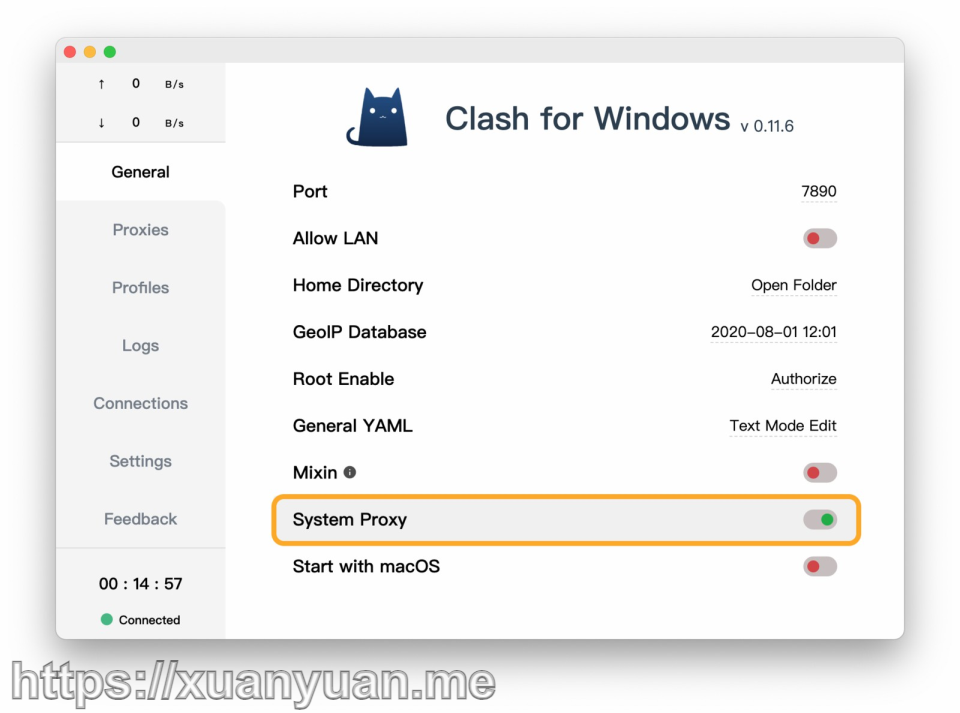 ↑ 0 B/s
↓ 0 B/s
General
Proxies
Profiles
Logs
Connections
Settings
Feedback
00 : 14 : 57
Connected
Clash for Windows v 0.11.6
Port 7890
Allow LAN
Home Directory Open Folder
GeoIP Database 2020-08-01 12:01
Root Enable Authorize
General YAML Text Mode Edit
Mixin
System Proxy
Start with macOS
https://xuanyuan.me